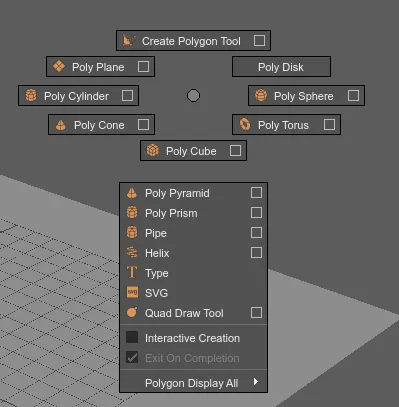 Create Polygon Tool
Poly Plane
Poly Disk
Poly Cylinder
Poly Sphere
Poly Cone
Poly Torus
Poly Cube
Poly Pyramid
Poly Prism
Pipe
Helix
Type
SVG
Quad Draw Tool
Interactive Creation
Exit On Completion
Polygon Display All